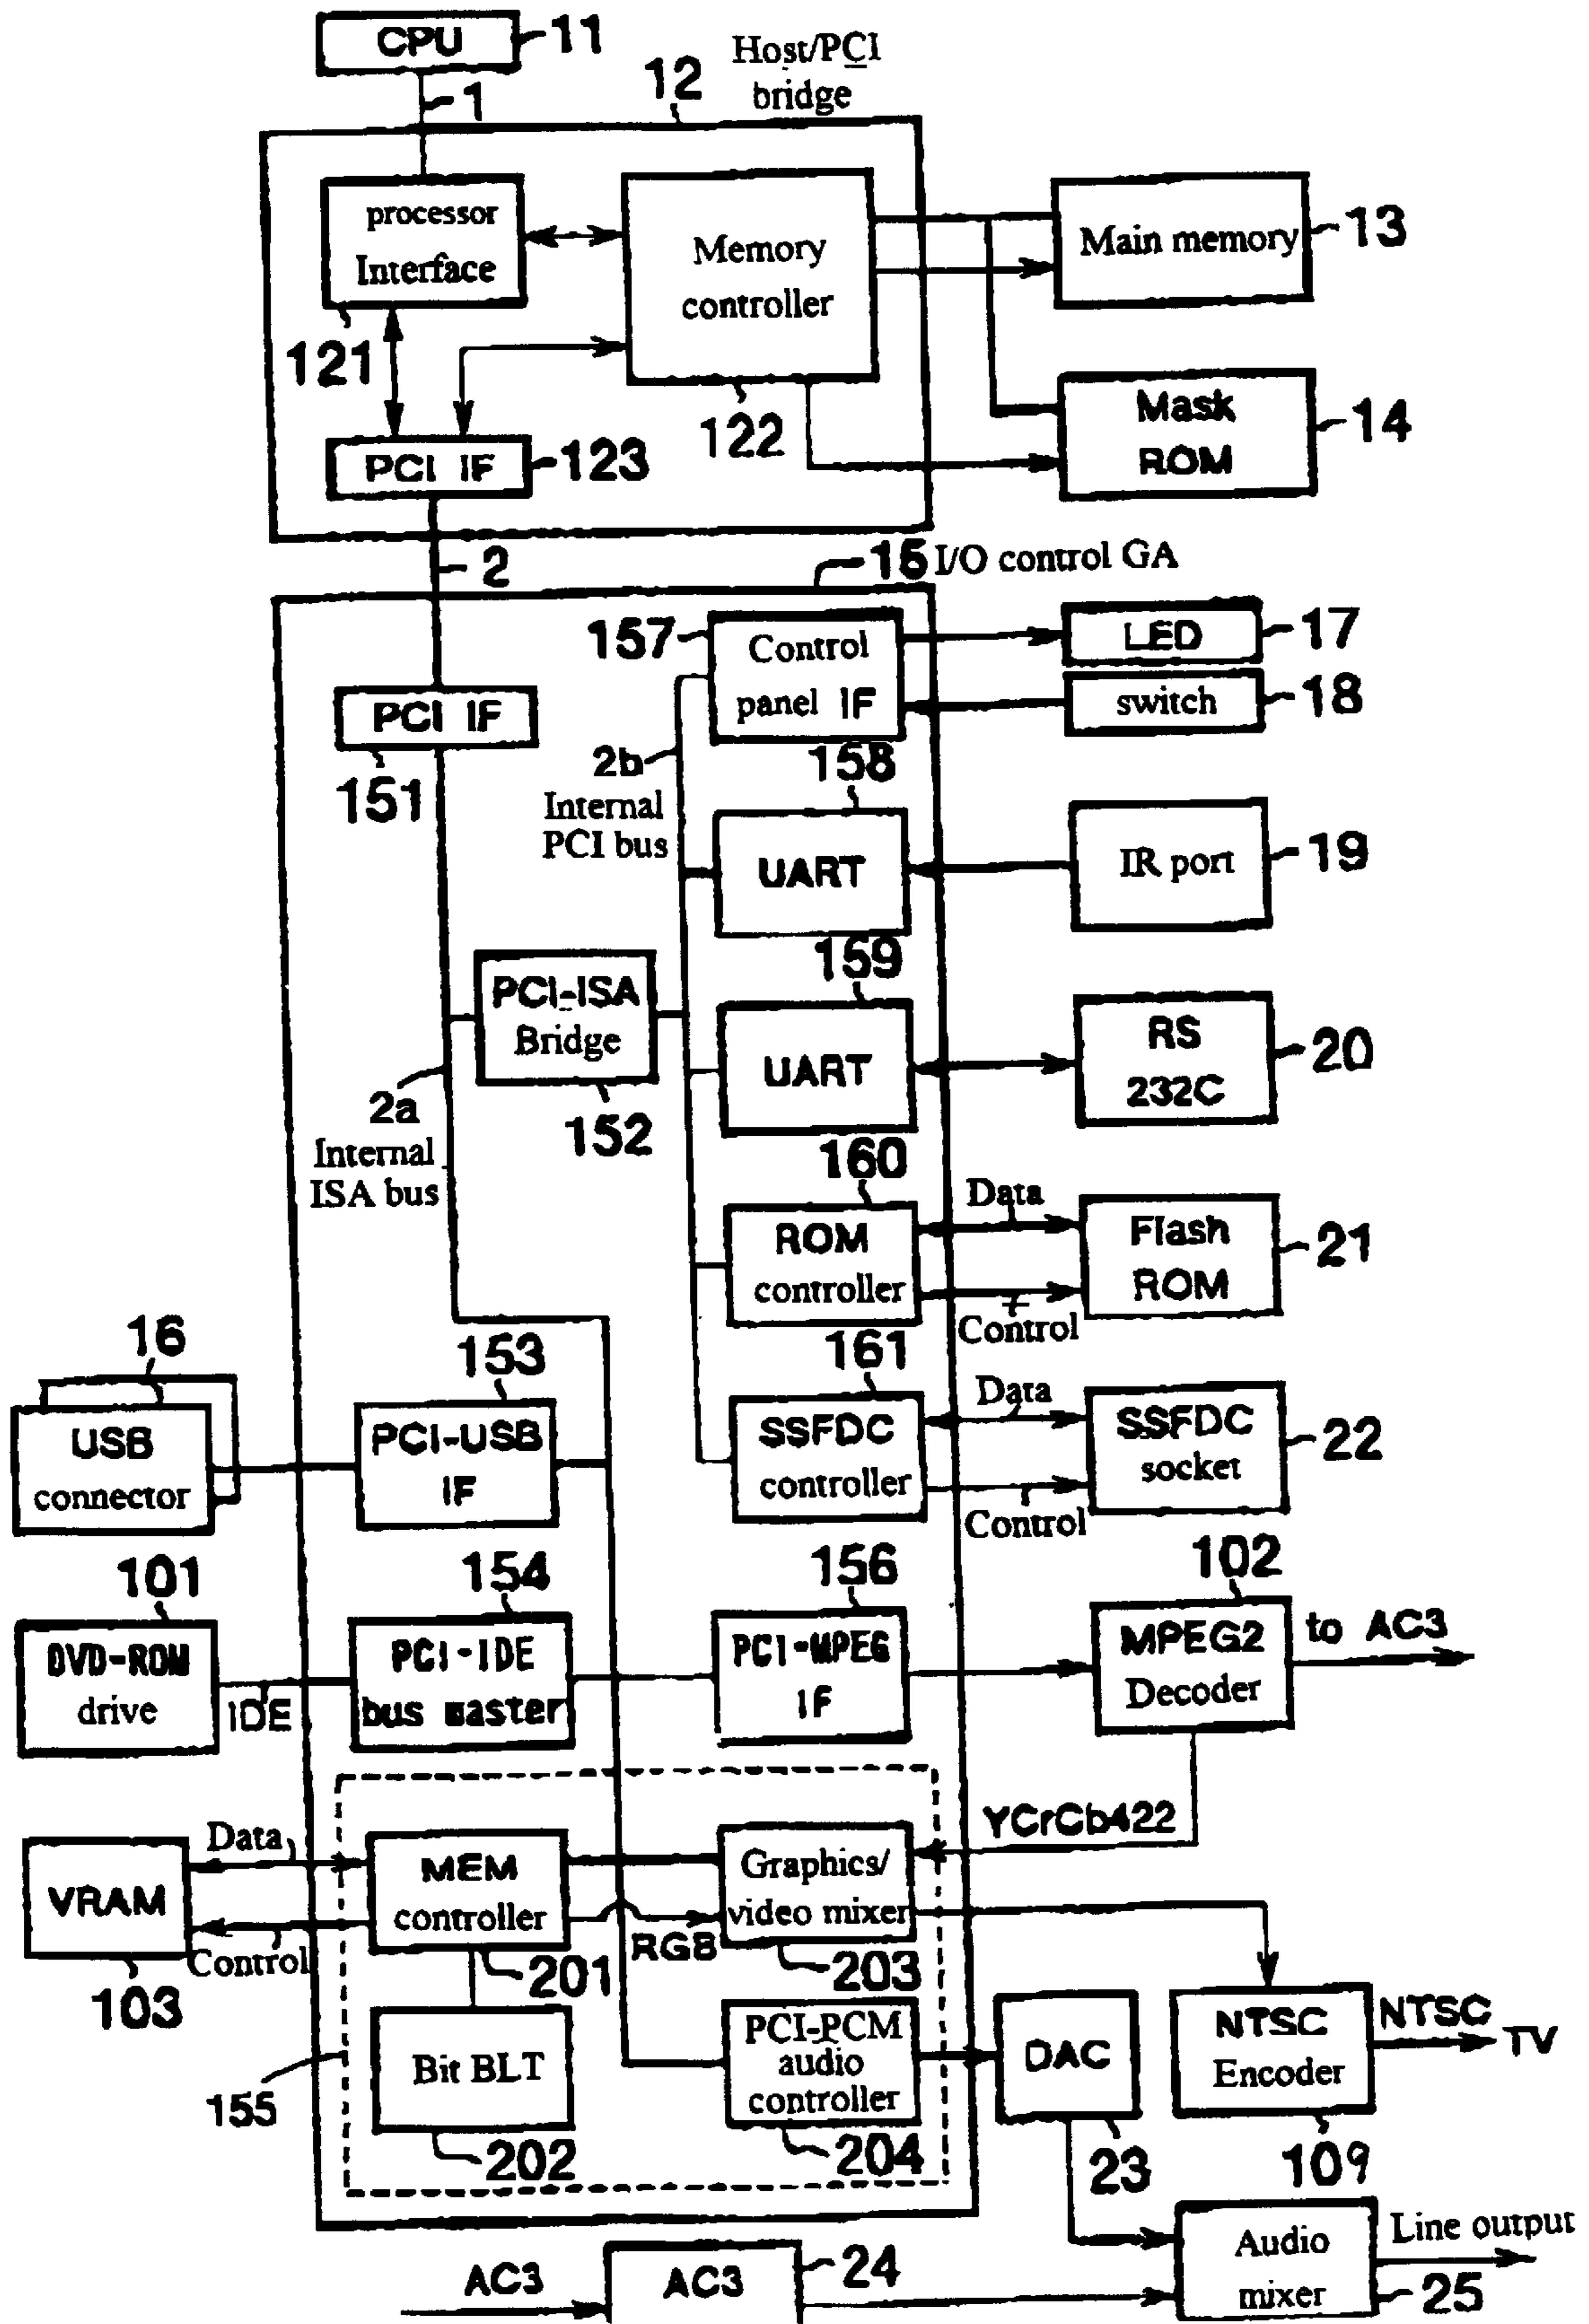 CPU
11
1
12
Host/PCI
bridge
processor
Interface
121
Memory
controller
122
Main memory
13
Mask
ROM
14
PCI IF
123
2
15
I/O control GA
157
Control
panel IF
LED
17
switch
18
PCI IF
151
2b
Internal
PCI bus
158
UART
IR port
19
PCI-ISA
Bridge
152
159
UART
RS
232C
20
2a
Internal
ISA bus
160
ROM
controller
Data
Control
Flash
ROM
21
16
USB
connector
153
PCI-USB
IF
161
SSFDC
controller
Data
Control
SSFDC
socket
22
101
DVD-ROM
drive
IDE
154
PCI-IDE
bus master
156
PCI-MPEG
IF
102
MPEG2
Decoder
to AC3
YCrCb422
VRAM
103
Data
Control
MEM
controller
201
RGB
Graphics/
video mixer
203
155
Bit BLT
202
PCI-PCM
audio
controller
204
DAC
23
NTSC
Encoder
109
NTSC
TV
AC3
AC3
24
Audio
mixer
25
Line output